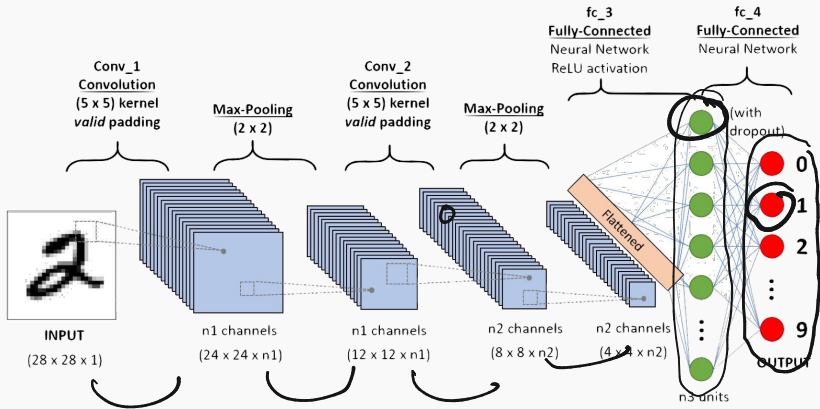 fc_3
Fully-Connected
Neural Network
ReLU activation
fc_4
Fully-Connected
Neural Network
Conv_1
Convolution
(5 x 5) kernel
valid padding
Max-Pooling
(2 x 2)
Conv_2
Convolution
(5 x 5) kernel
valid padding
Max-Pooling
(2 x 2)
(with
dropout)
0
1
2
9
Flattened
2
INPUT
(28 x 28 x 1)
n1 channels
(24 x 24 x n1)
n1 channels
(12 x 12 x n1)
n2 channels
(8 x 8 x n2)
n2 channels
(4 x 4 x n2)
OUTPUT
n3 units